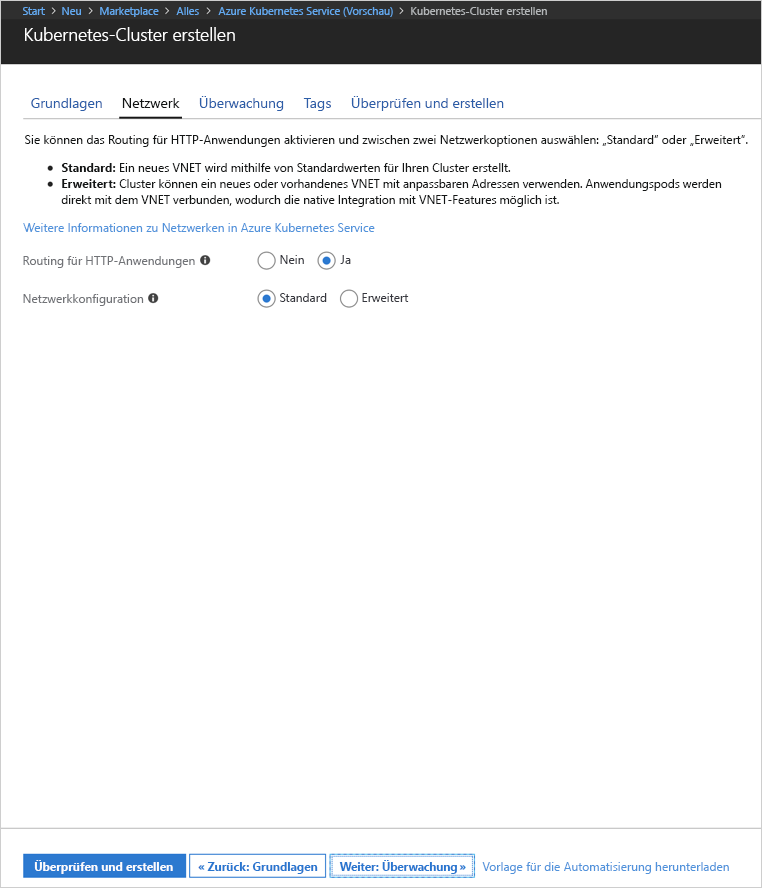 Start > Neu > Marketplace > Alles > Azure Kubernetes Service (Vorschau) > Kubernetes-Cluster erstellen
Kubernetes-Cluster erstellen
Grundlagen Netzwerk Überwachung Tags Überprüfen und erstellen
Sie können das Routing für HTTP-Anwendungen aktivieren und zwischen zwei Netzwerkoptionen auswählen: „Standard“ oder „Erweitert“.
• Standard: Ein neues VNET wird mithilfe von Standardwerten für Ihren Cluster erstellt.
• Erweitert: Cluster können ein neues oder vorhandenes VNET mit anpassbaren Adressen verwenden. Anwendungspods werden
direkt mit dem VNET verbunden, wodurch die native Integration mit VNET-Features möglich ist.
Weitere Informationen zu Netzwerken in Azure Kubernetes Service
Routing für HTTP-Anwendungen Nein Ja
Netzwerkkonfiguration Standard Erweitert
Überprüfen und erstellen « Zurück: Grundlagen Weiter: Überwachung » Vorlage für die Automatisierung herunterladen